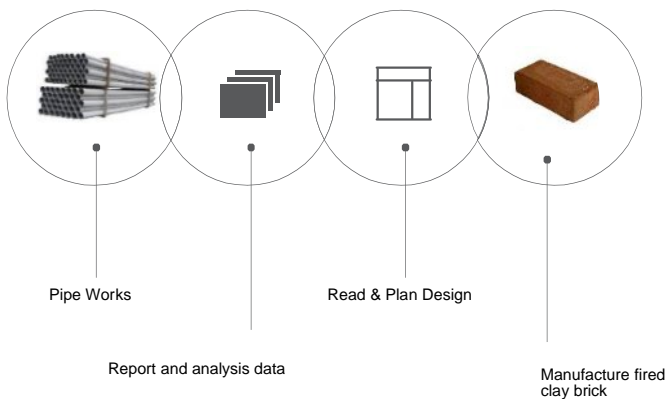 Pipe Works
Read & Plan Design
Report and analysis data
Manufacture fired
clay brick